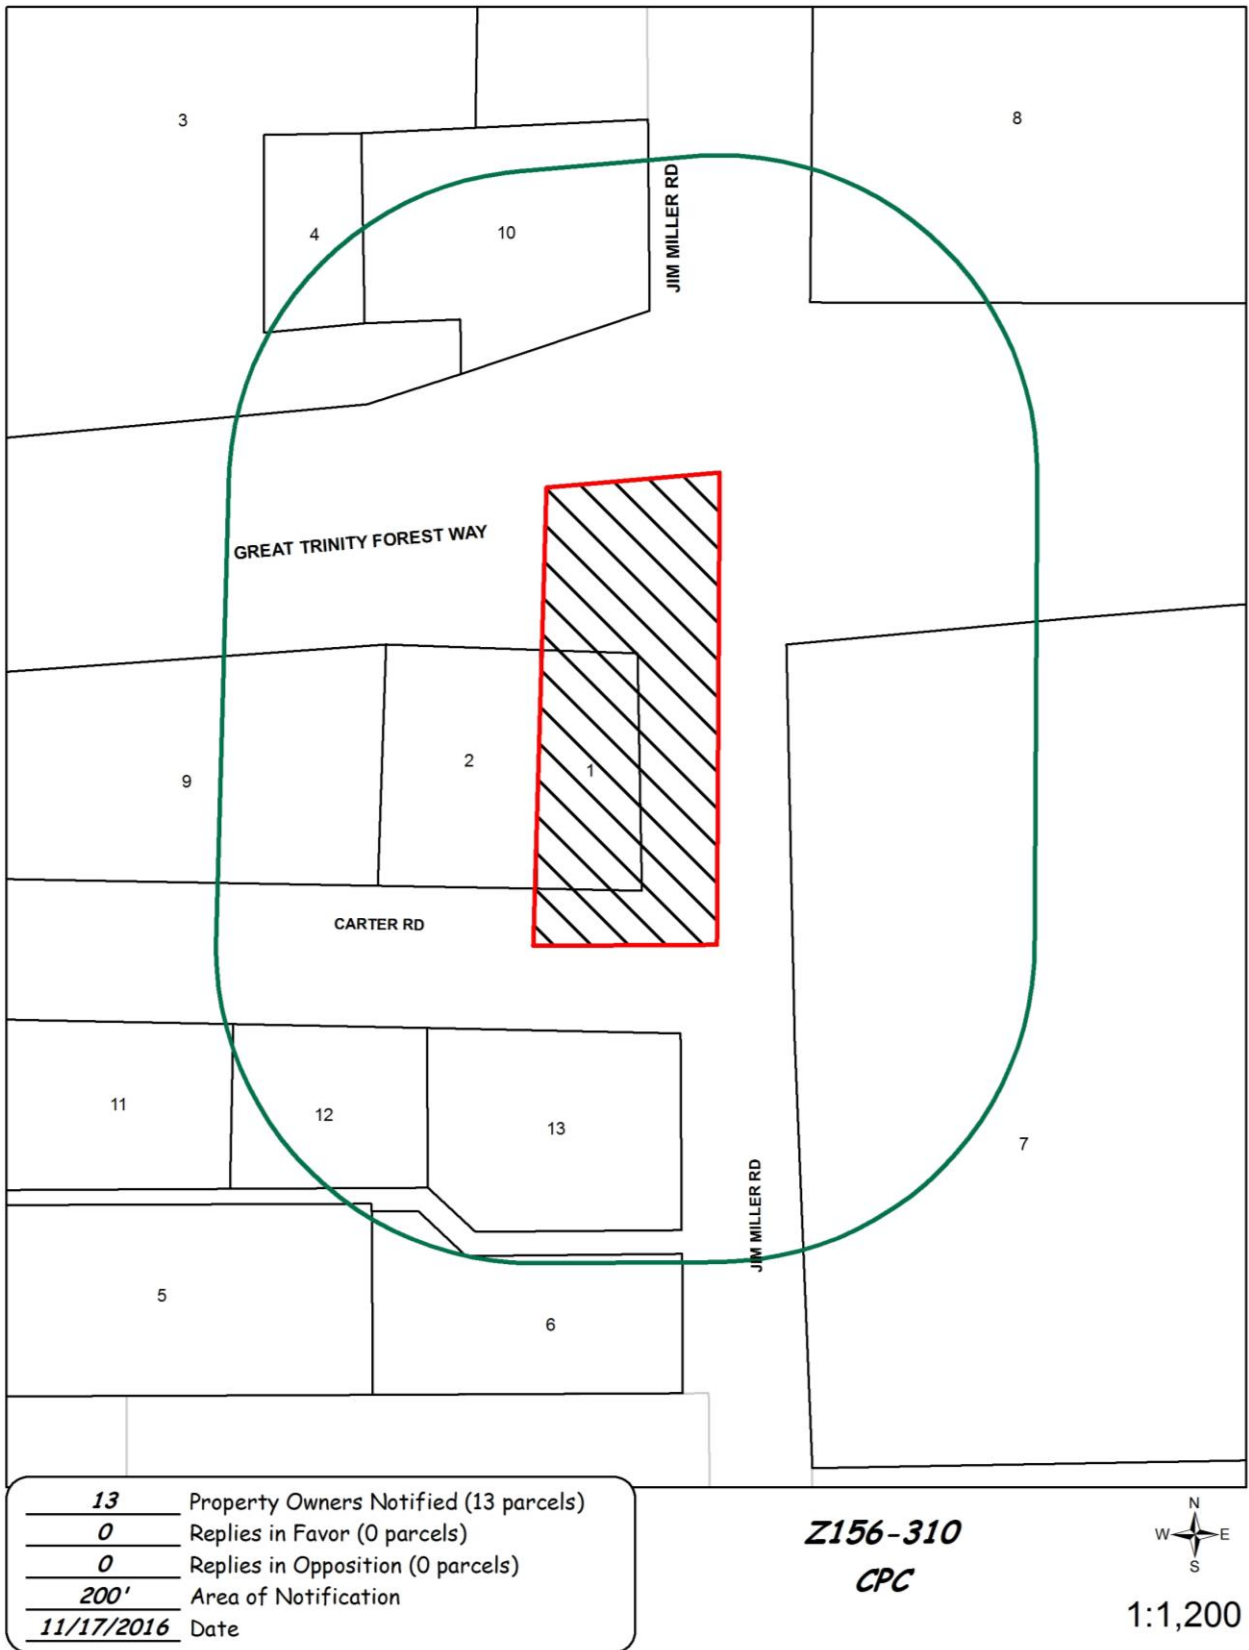 3
8
JIM MILLER RD
4
10
GREAT TRINITY FOREST WAY
2
1
9
CARTER RD
11
12
13
7
JIM MILLER RD
5
6
13 Property Owners Notified (13 parcels)
0 Replies in Favor (0 parcels)
0 Replies in Opposition (0 parcels)
200' Area of Notification
11/17/2016 Date
Z156-310
CPC
N
W E
S
1:1,200